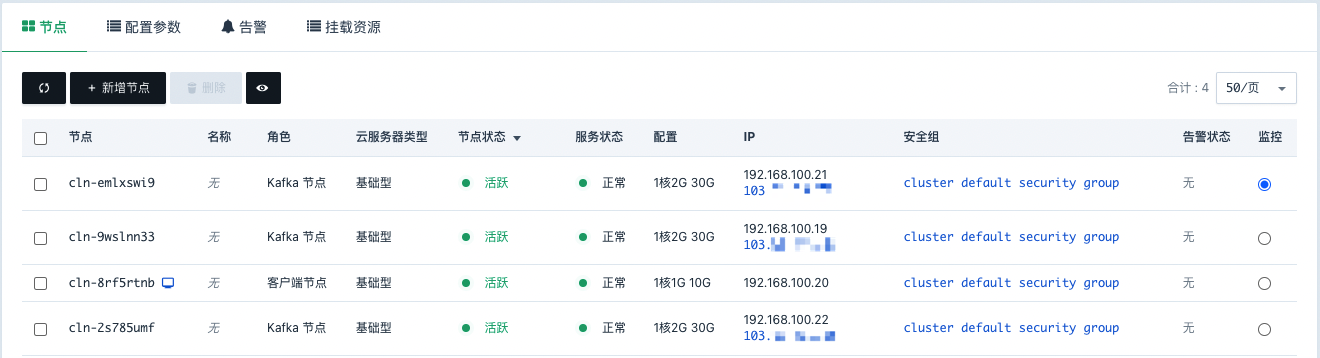 节点 配置参数 告警 挂载资源
+ 新增节点 删除 合计 : 4 50/页
节点 名称 角色 云服务器类型 节点状态 服务状态 配置 IP 安全组 告警状态 监控
cln-emlxswi9 无 Kafka 节点 基础型 活跃 正常 1核2G 30G 192.168.100.21 cluster default security group 无
103
cln-9wslnn33 无 Kafka 节点 基础型 活跃 正常 1核2G 30G 192.168.100.19 cluster default security group 无
103.
cln-8rf5rtnb 无 客户端节点 基础型 活跃 正常 1核1G 10G 192.168.100.20 cluster default security group 无
cln-2s785umf 无 Kafka 节点 基础型 活跃 正常 1核2G 30G 192.168.100.22 cluster default security group 无
103.